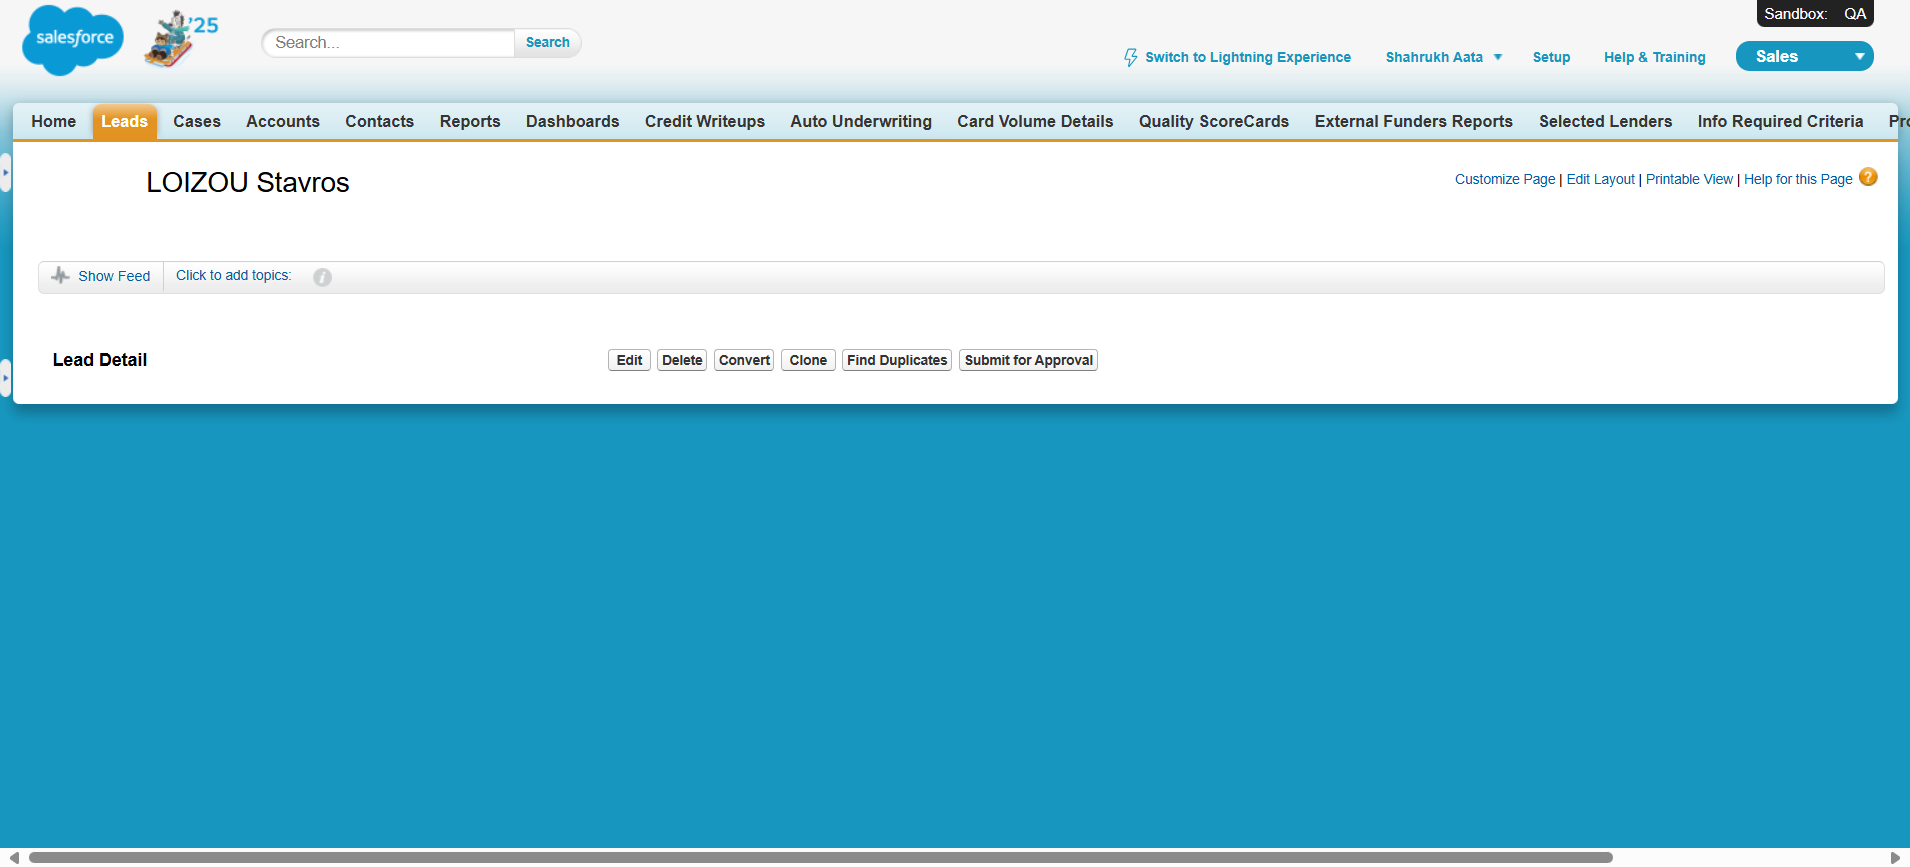 Sandbox: QA
salesforce
'25
Search...
Search
Switch to Lightning Experience
Shahrukh Aata
Setup
Help & Training
Sales
Home Leads Cases Accounts Contacts Reports Dashboards Credit Writeups Auto Underwriting Card Volume Details Quality ScoreCards External Funders Reports Selected Lenders Info Required Criteria Pro
LOIZOU Stavros
Customize Page | Edit Layout | Printable View | Help for this Page ?
Show Feed
Click to add topics: i
Lead Detail
Edit Delete Convert Clone Find Duplicates Submit for Approval